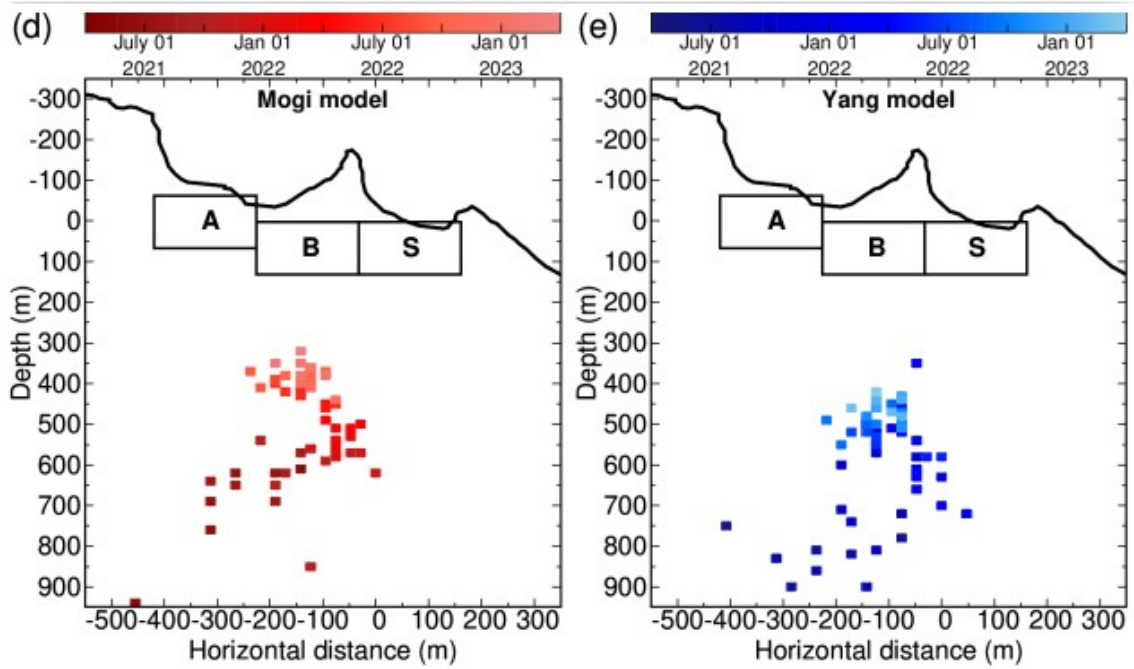 (d)
July 01 Jan 01 July 01 Jan 01
2021 2022 2022 2023
Mogi model
-300
-200
-100
0
100
200
300
400
500
600
700
800
900
Depth (m)
A
B
S
-500 -400 -300 -200 -100 0 100 200 300
Horizontal distance (m)
(e)
July 01 Jan 01 July 01 Jan 01
2021 2022 2022 2023
Yang model
-300
-200
-100
0
100
200
300
400
500
600
700
800
900
Depth (m)
A
B
S
-500 -400 -300 -200 -100 0 100 200 300
Horizontal distance (m)